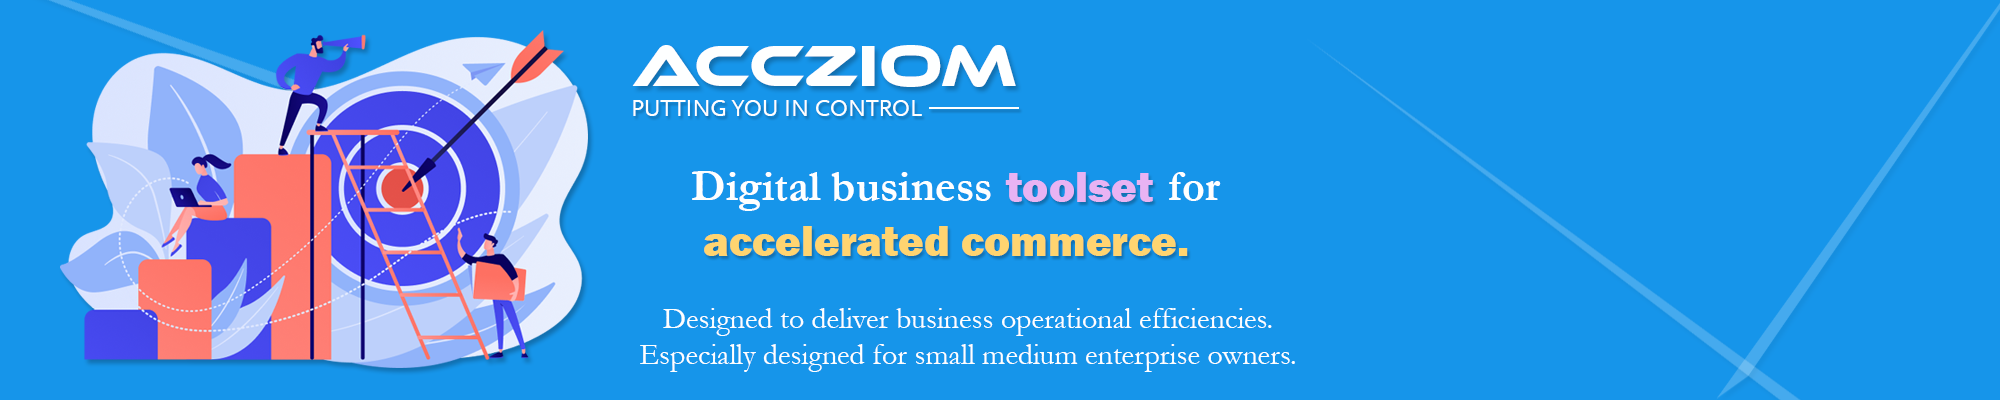 ACCZIOM
PUTTING YOU IN CONTROL
Digital business toolset for
accelerated commerce.
Designed to deliver business operational efficiencies.
Especially designed for small medium enterprise owners.